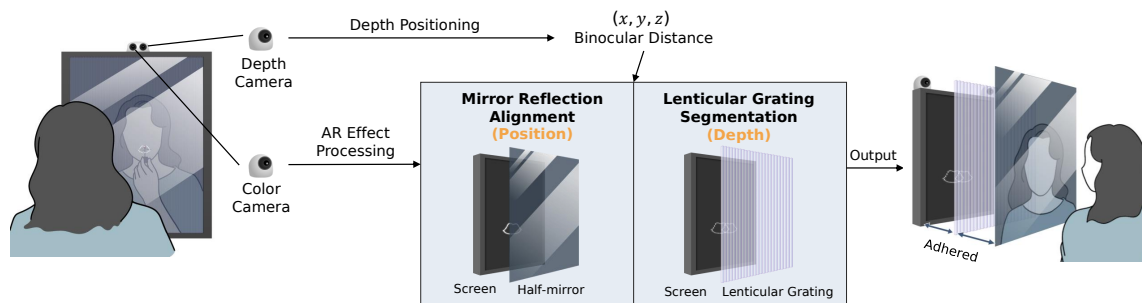 Depth Positioning
(x, y, z)
Binocular Distance
Depth
Camera
Mirror Reflection
Alignment
(Position)
Lenticular Grating
Segmentation
(Depth)
AR Effect
Processing
Output
Color
Camera
Adhered
Screen
Half-mirror
Screen
Lenticular Grating